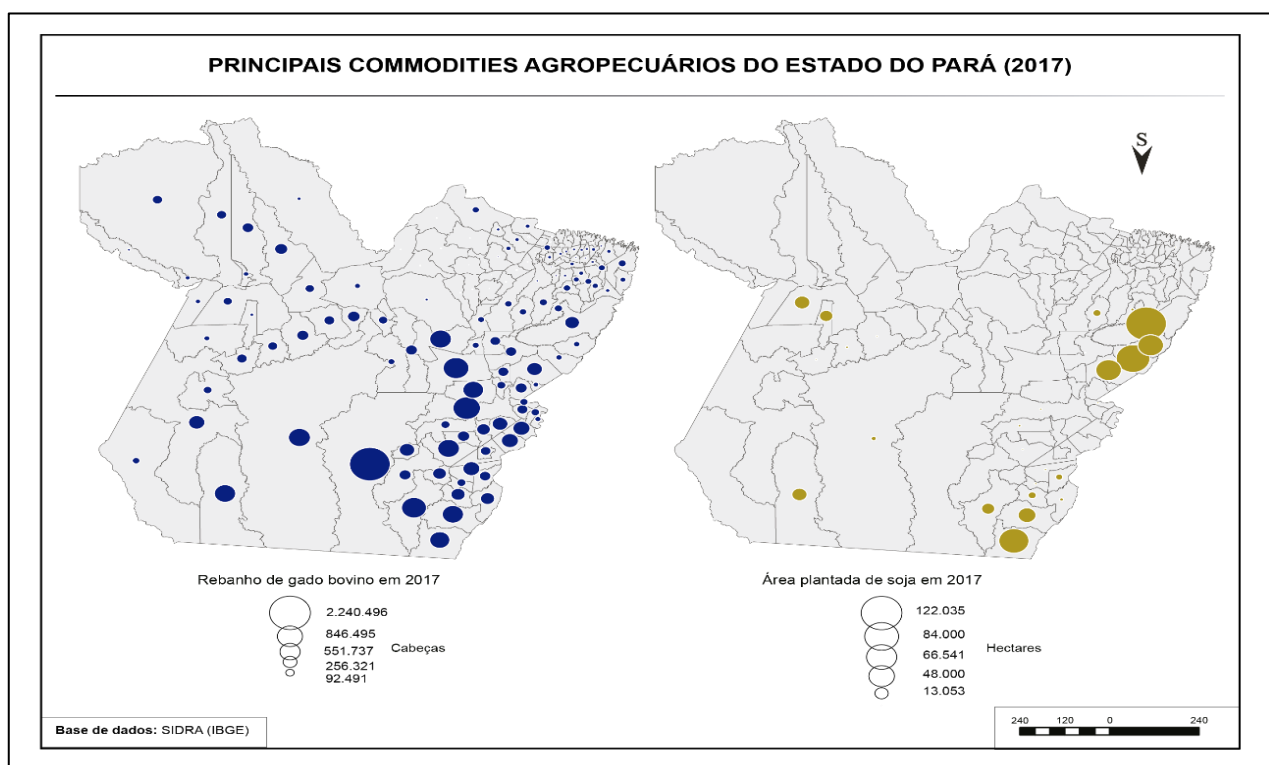 PRINCIPAIS COMMODITIES AGROPECUÁRIOS DO ESTADO DO PARÁ (2017)
S
Rebanho de gado bovino em 2017
2.240.496
846.495
551.737
256.321
92.491
Cabeças
Área plantada de soja em 2017
122.035
84.000
66.541
48.000
13.053
Hectares
Base de dados: SIDRA (IBGE)
240 120 0 240